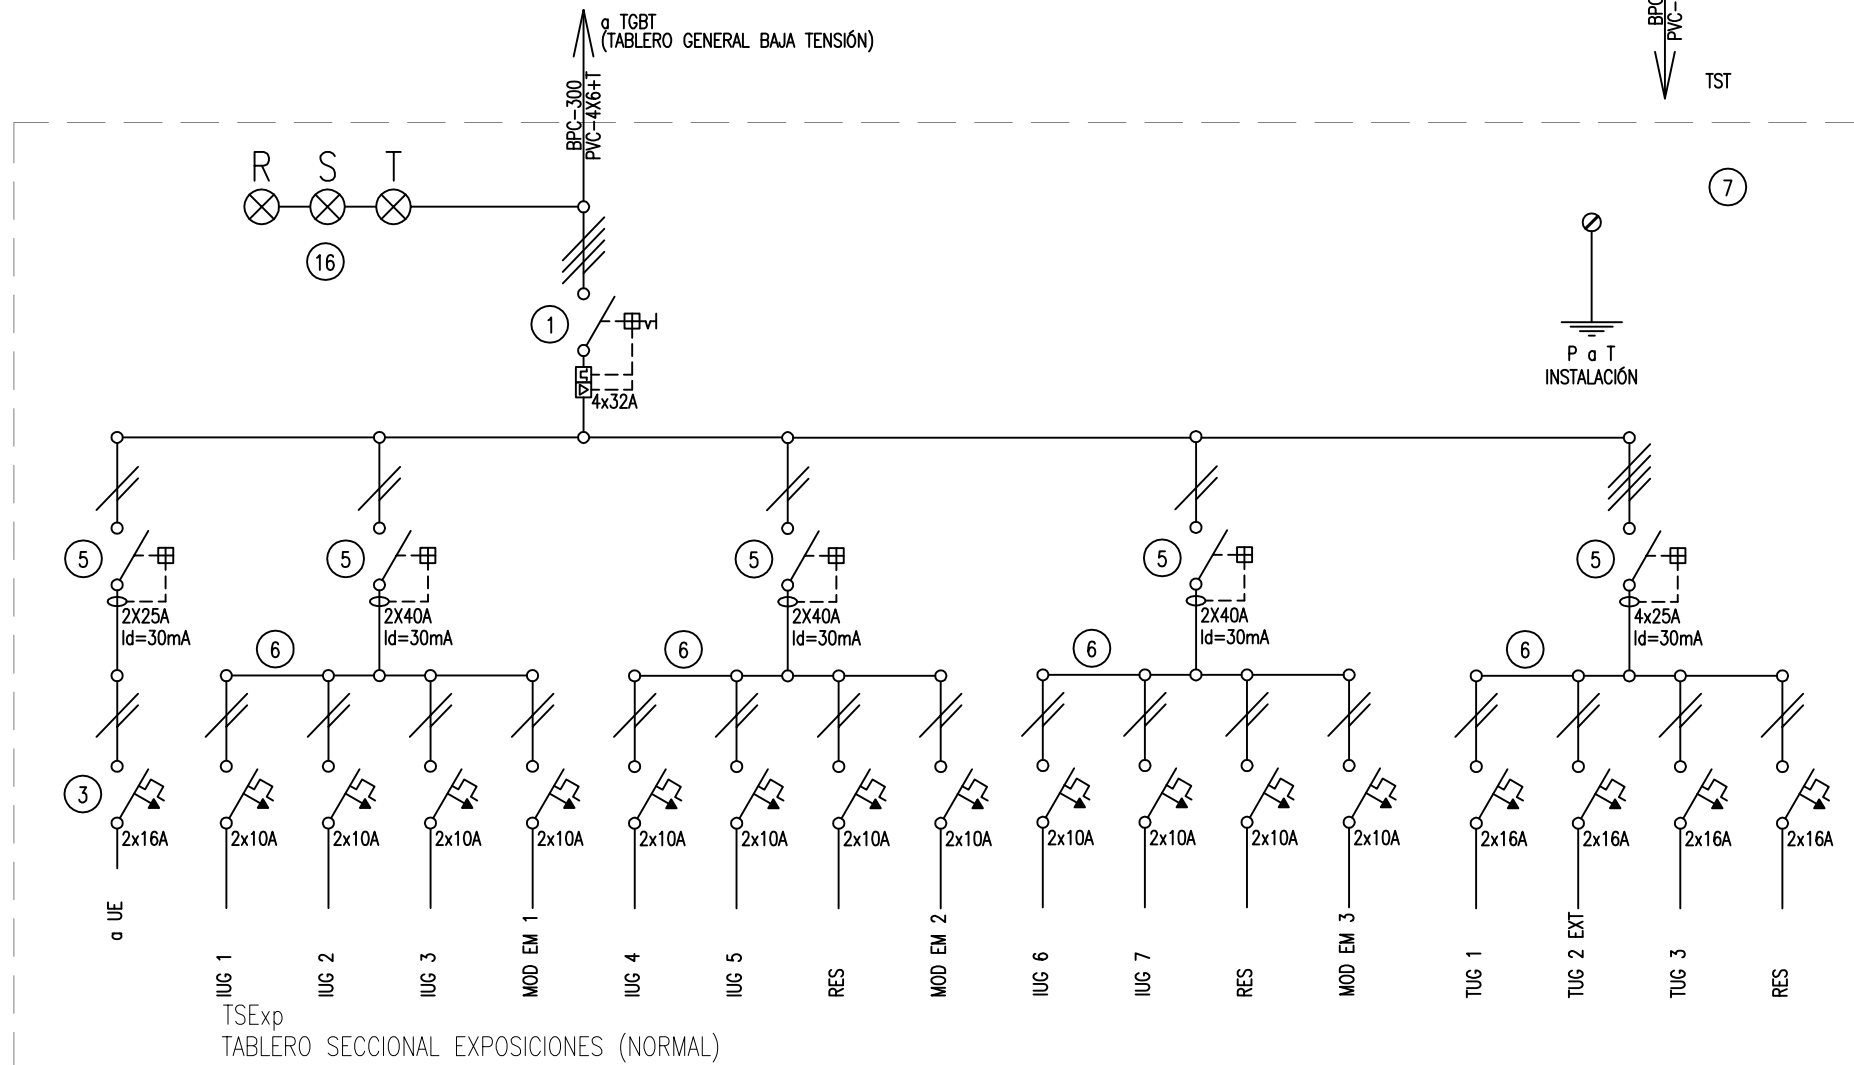 a TGBT
(TABLERO GENERAL BAJA TENSIÓN)
BPC-300
PVC-4X6+T
BPC
PVC-
TST
R S T
16
7
1
4x32A
P a T
INSTALACIÓN
5
2X25A
Id=30mA
5
2X40A
Id=30mA
5
2X40A
Id=30mA
5
2X40A
Id=30mA
5
4x25A
Id=30mA
6
6
6
6
3
2x16A
2x10A
2x10A
2x10A
2x10A
2x10A
2x10A
2x10A
2x10A
2x10A
2x10A
2x10A
2x10A
2x16A
2x16A
2x16A
2x16A
a UE
IUG 1
IUG 2
IUG 3
MOD EM 1
IUG 4
IUG 5
RES
MOD EM 2
IUG 6
IUG 7
RES
MOD EM 3
TUG 1
TUG 2 EXT
TUG 3
RES
TSExp
TABLERO SECCIONAL EXPOSICIONES (NORMAL)